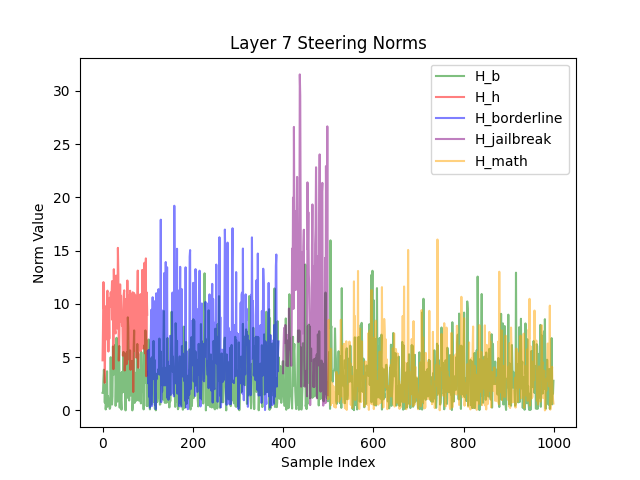 Layer 7 Steering Norms
H_b
H_h
H_borderline
H_jailbreak
H_math
Norm Value
30
25
20
15
10
5
0
0 200 400 600 800 1000
Sample Index